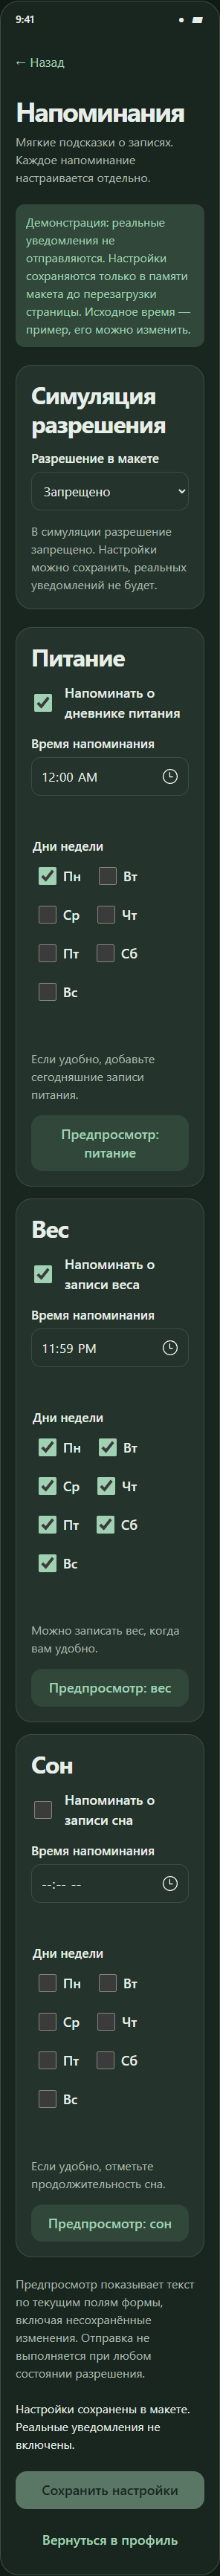 9:41
← Назад
Напоминания
Мягкие подсказки о записях.
Каждое напоминание
настраивается отдельно.
Демонстрация: реальные
уведомления не
отправляются. Настройки
сохраняются только в памяти
макета до перезагрузки
страницы. Исходное время —
пример, его можно изменить.
Симуляция
разрешения
Разрешение в макете
Запрещено
В симуляции разрешение
запрещено. Настройки
можно сохранить, реальных
уведомлений не будет.
Питание
Напоминать о
дневнике питания
Время напоминания
12:00 AM
Дни недели
Пн Вт
Ср Чт
Пт Сб
Вс
Если удобно, добавьте
сегодняшние записи
питания.
Предпросмотр:
питание
Вес
Напоминать о
записи веса
Время напоминания
11:59 PM
Дни недели
Пн Вт
Ср Чт
Пт Сб
Вс
Можно записать вес, когда
вам удобно.
Предпросмотр: вес
Сон
Напоминать о
записи сна
Время напоминания
--:-- --
Дни недели
Пн Вт
Ср Чт
Пт Сб
Вс
Если удобно, отметьте
продолжительность сна.
Предпросмотр: сон
Предпросмотр показывает текст
по текущим полям формы,
включая несохранённые
изменения. Отправка не
выполняется при любом
состоянии разрешения.
Настройки сохранены в макете.
Реальные уведомления не
включены.
Сохранить настройки
Вернуться в профиль